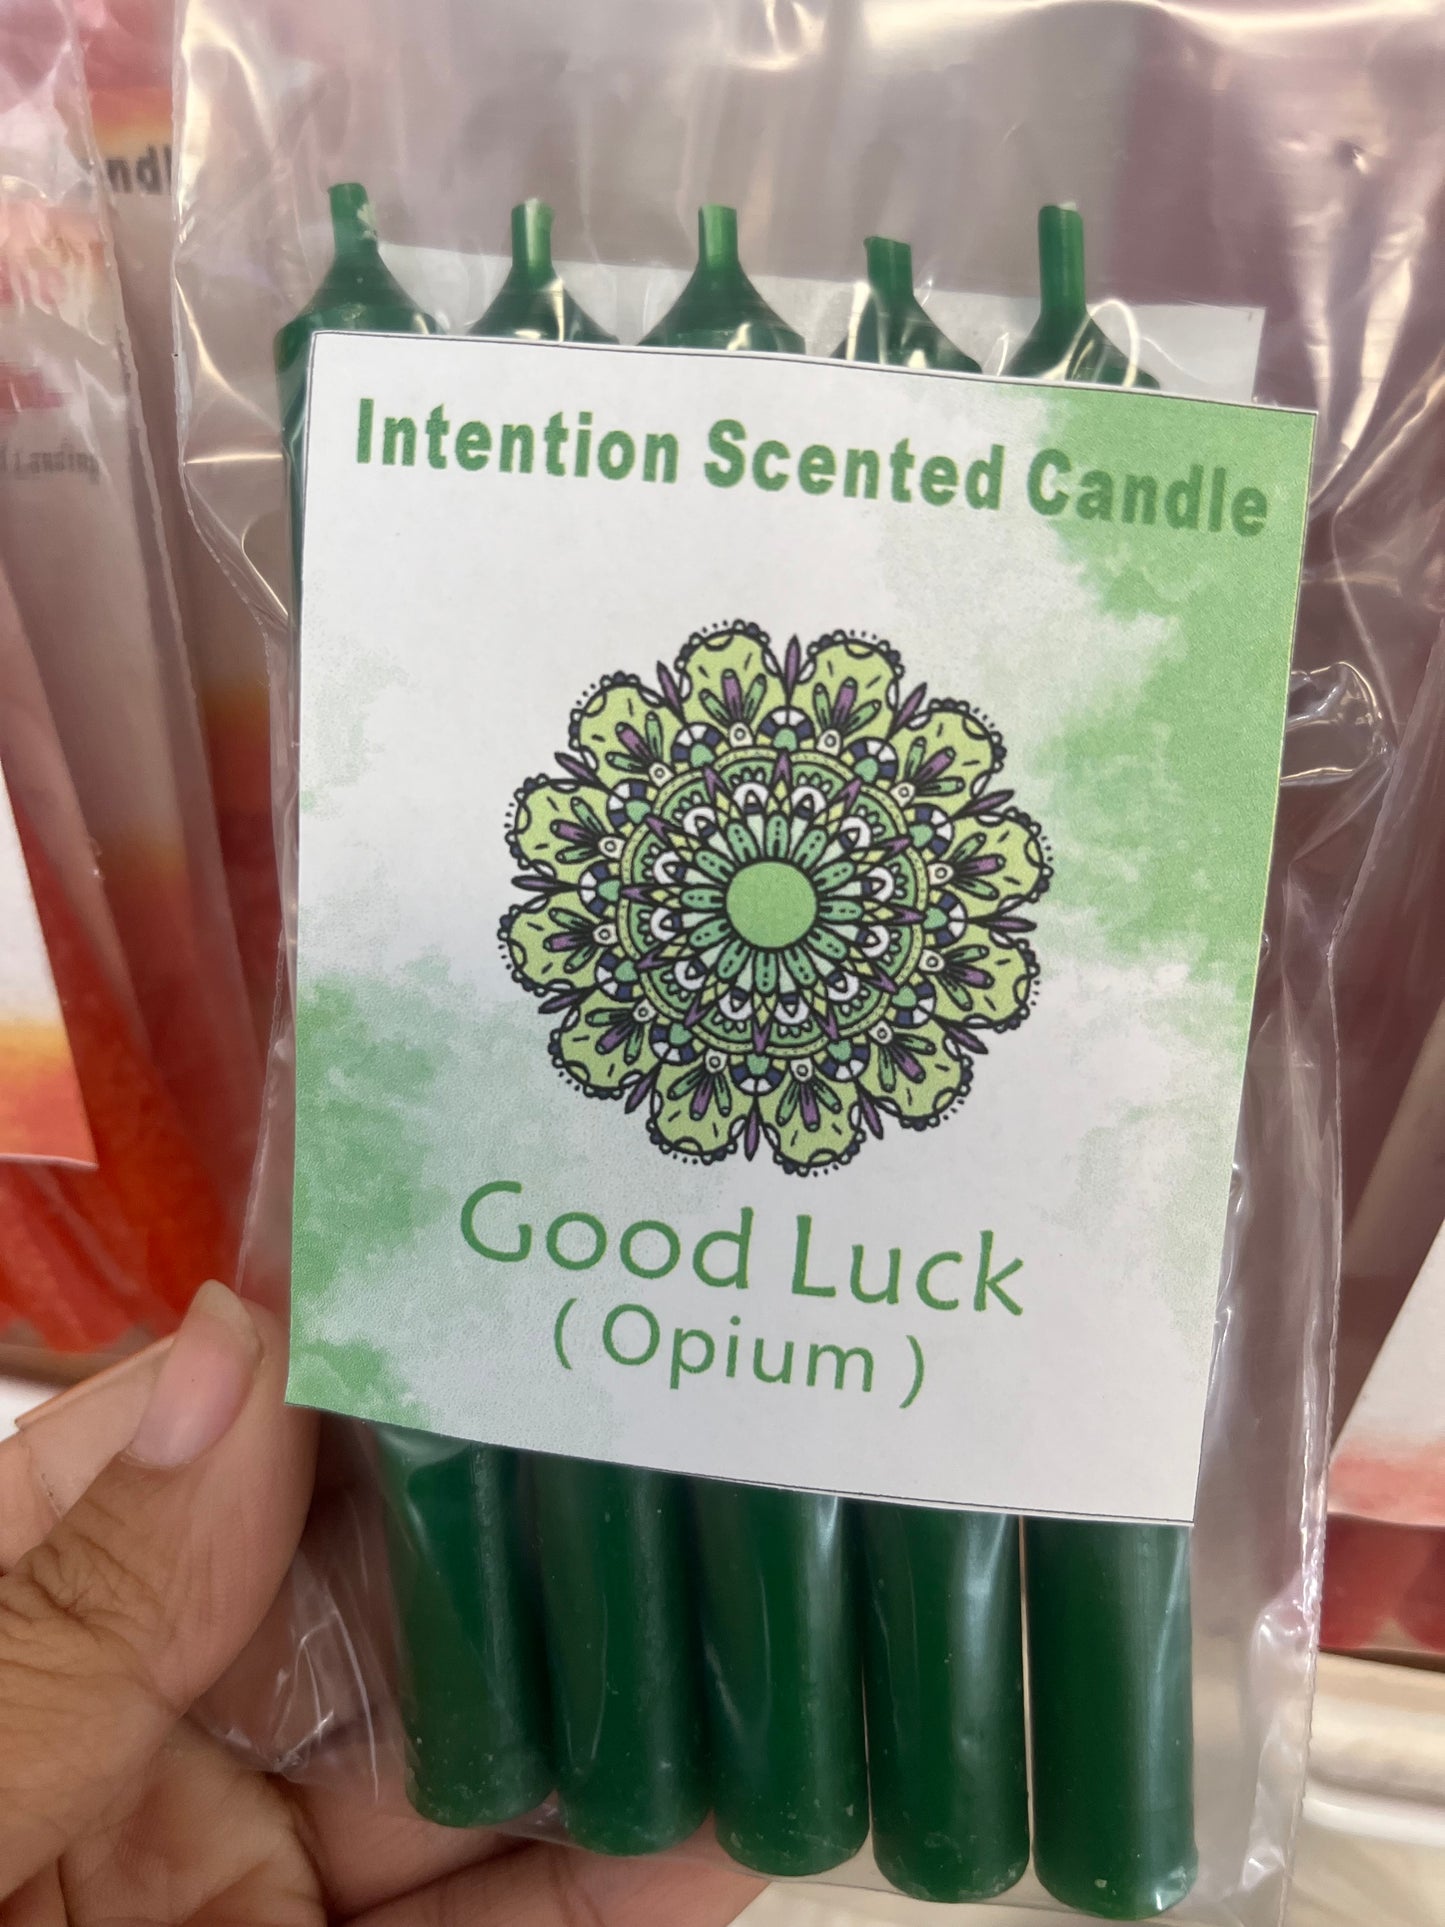 Intention Scented Candle
Good Luck
( Opium )